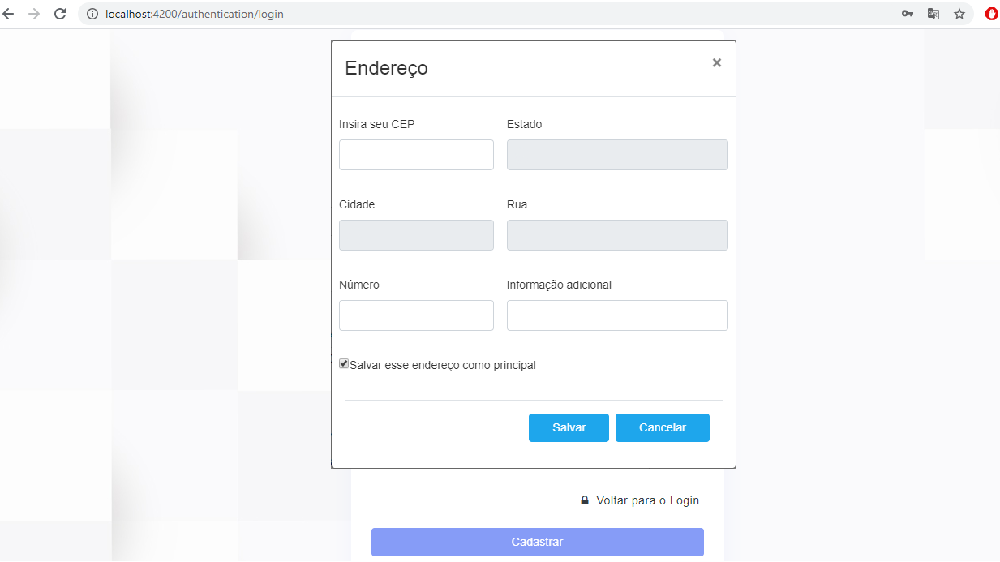 localhost:4200/authentication/login
Endereço
×
Insira seu CEP Estado
Cidade Rua
Número Informação adicional
Salvar esse endereço como principal
Salvar Cancelar
Voltar para o Login
Cadastrar